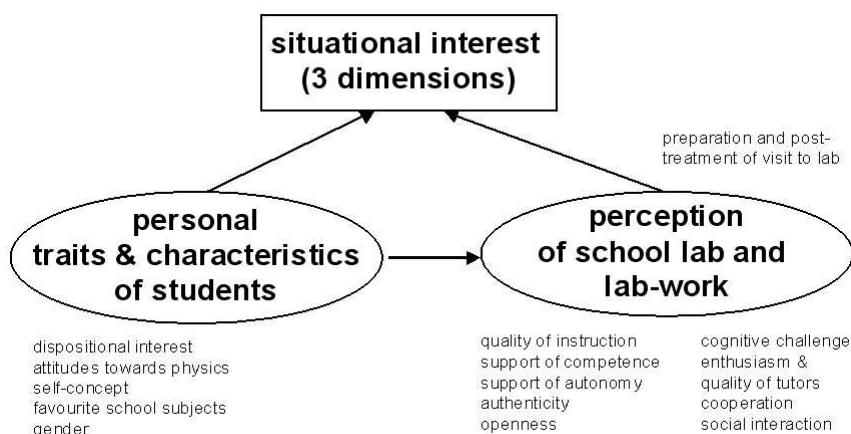 situational interest
(3 dimensions)
preparation and post-
treatment of visit to lab
personal
traits & characteristics
of students
perception
of school lab and
lab-work
dispositional interest
attitudes towards physics
self-concept
favourite school subjects
gender
quality of instruction
support of competence
support of autonomy
authenticity
openness
cognitive challenge
enthusiasm &
quality of tutors
cooperation
social interaction